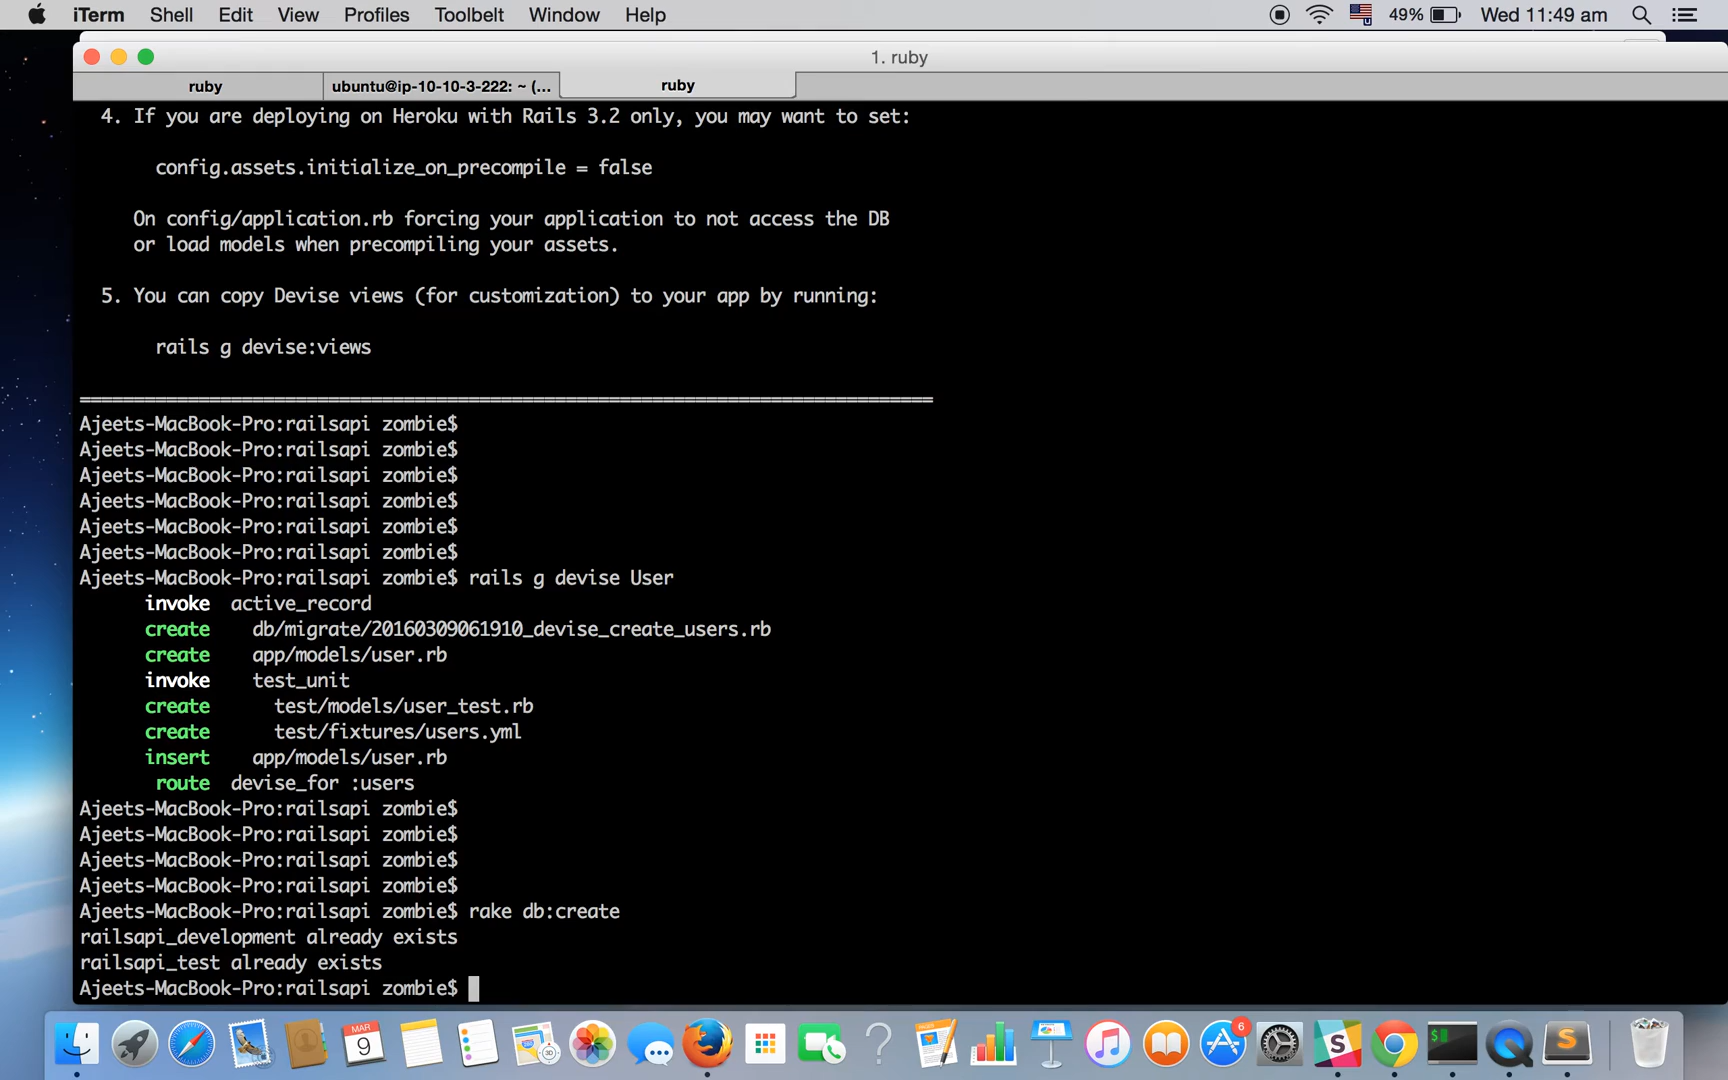 iTerm Shell Edit View Profiles Toolbelt Window Help 49% Wed 11:49 am
1. ruby
ruby ubuntu@ip-10-10-3-222: ~ (... ruby
4. If you are deploying on Heroku with Rails 3.2 only, you may want to set:
config.assets.initialize_on_precompile = false
On config/application.rb forcing your application to not access the DB
or load models when precompiling your assets.
5. You can copy Devise views (for customization) to your app by running:
rails g devise:views
===============================================================================
Ajeets-MacBook-Pro:railsapi zombie$
Ajeets-MacBook-Pro:railsapi zombie$
Ajeets-MacBook-Pro:railsapi zombie$
Ajeets-MacBook-Pro:railsapi zombie$
Ajeets-MacBook-Pro:railsapi zombie$
Ajeets-MacBook-Pro:railsapi zombie$
Ajeets-MacBook-Pro:railsapi zombie$ rails g devise User
invoke active_record
create db/migrate/20160309061910_devise_create_users.rb
create app/models/user.rb
invoke test_unit
create test/models/user_test.rb
create test/fixtures/users.yml
insert app/models/user.rb
route devise_for :users
Ajeets-MacBook-Pro:railsapi zombie$
Ajeets-MacBook-Pro:railsapi zombie$
Ajeets-MacBook-Pro:railsapi zombie$
Ajeets-MacBook-Pro:railsapi zombie$
Ajeets-MacBook-Pro:railsapi zombie$ rake db:create
railsapi_development already exists
railsapi_test already exists
Ajeets-MacBook-Pro:railsapi zombie$
MAR
9
6